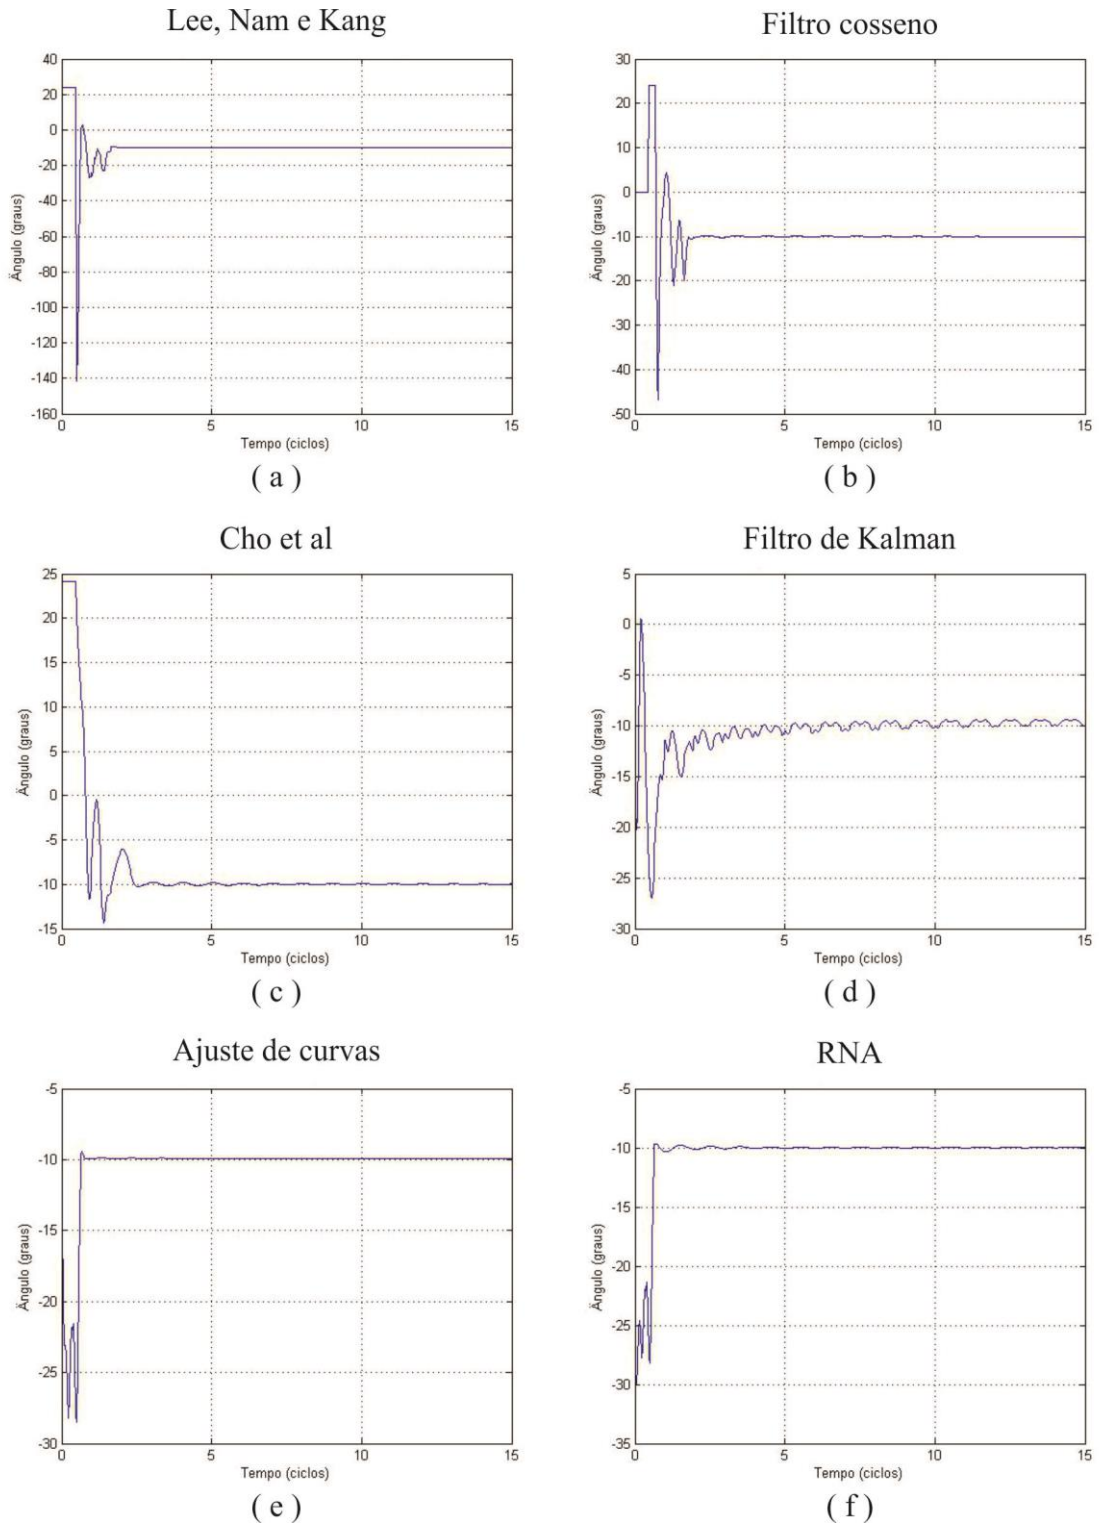 Lee, Nam e Kang
40
20
0
-20
-40
-60
-80
-100
-120
-140
-160
Ângulo (graus)
0 5 10 15
Tempo (ciclos)
( a )
Filtro cosseno
30
20
10
0
-10
-20
-30
-40
-50
Ângulo (graus)
0 5 10 15
Tempo (ciclos)
( b )
Cho et al
25
20
15
10
5
0
-5
-10
-15
Ângulo (graus)
0 5 10 15
Tempo (ciclos)
( c )
Filtro de Kalman
5
0
-5
-10
-15
-20
-25
-30
Ângulo (graus)
0 5 10 15
Tempo (ciclos)
( d )
Ajuste de curvas
-5
-10
-15
-20
-25
-30
Ângulo (graus)
0 5 10 15
Tempo (ciclos)
( e )
RNA
-5
-10
-15
-20
-25
-30
-35
Ângulo (graus)
0 5 10 15
Tempo (ciclos)
( f )